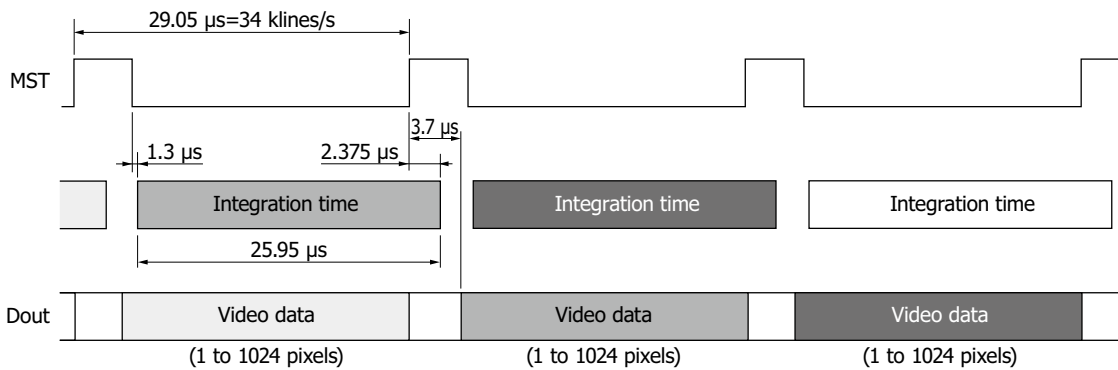 29.05 µs=34 klines/s
MST
3.7 µs
1.3 µs
2.375 µs
Integration time
Integration time
Integration time
25.95 µs
Dout
Video data
Video data
Video data
(1 to 1024 pixels)
(1 to 1024 pixels)
(1 to 1024 pixels)